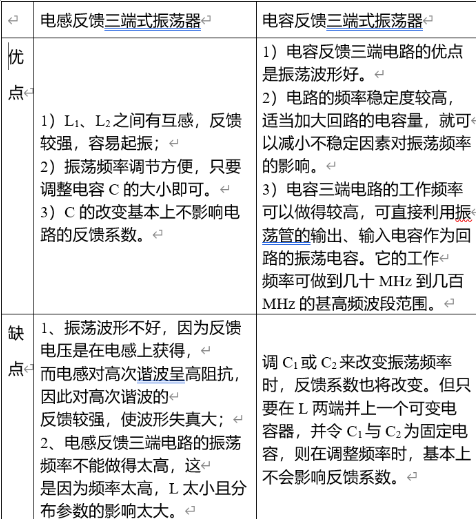 电感反馈三端式振荡器
电容反馈三端式振荡器
优
点
1）L₁、L₂之间有互感，反馈
较强，容易起振；
2）振荡频率调节方便，只要
调整电容 C 的大小即可。
3）C 的改变基本上不影响电
路的反馈系数。
1）电容反馈三端电路的优点
是振荡波形好。
2）电路的频率稳定度较高，
适当加大回路的电容量，就可
以减小不稳定因素对振荡频率
的影响。
3）电容三端电路的工作频率
可以做得较高，可直接利用振
荡管的输出、输入电容作为回
路的振荡电容。它的工作
频率可做到几十 MHz 到几百
MHz 的甚高频波段范围。
缺
点
1、振荡波形不好，因为反馈
电压是在电感上获得，
而电感对高次谐波呈高阻抗，
因此对高次谐波的
反馈较强，使波形失真大；
2、电感反馈三端电路的振荡
频率不能做得太高，这
是因为频率太高，L 太小且分
布参数的影响太大。
调 C₁或 C₂来改变振荡频率
时，反馈系数也将改变。但只
要在 L 两端并上一个可变电
容器，并令 C₁与 C₂为固定电
容，则在调整频率时，基本上
不会影响反馈系数。